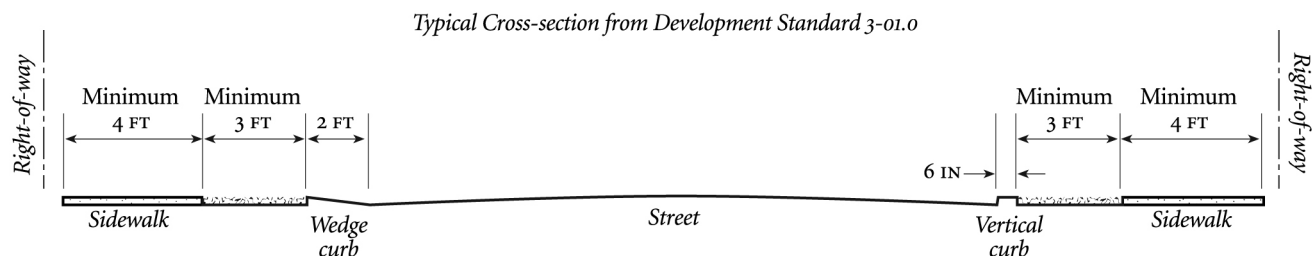 Typical Cross-section from Development Standard 3-01.0
Right-of-way
Minimum
4 FT
Minimum
3 FT
2 FT
6 IN
Minimum
3 FT
Minimum
4 FT
Right-of-way
Sidewalk
Wedge
curb
Street
Vertical
curb
Sidewalk